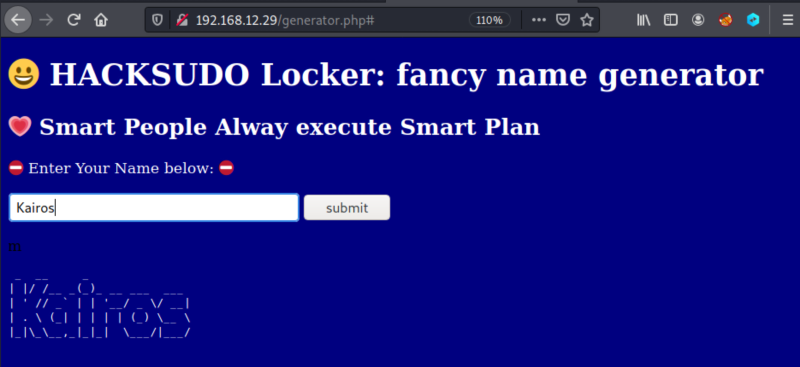 192.168.12.29/generator.php#
110%
😀 HACKSUDO Locker: fancy name generator
💗 Smart People Alway execute Smart Plan
⛔ Enter Your Name below: ⛔
Kairos
submit
m
Kairos